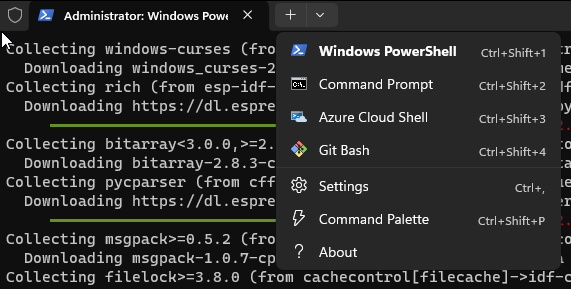 Administrator: Windows Powe
Collecting windows-curses (fro
Downloading windows_curses-2
Collecting rich (from esp-idf-
Downloading https://dl.espre
Collecting bitarray<3.0.0,>=2.
Downloading bitarray-2.8.3-c
Collecting pycparser (from cff
Downloading https://dl.espre
Collecting msgpack>=0.5.2 (fro
Downloading msgpack-1.0.7-cp
Collecting filelock>=3.8.0 (from cachecontrol[filecache]->idf-c
Windows PowerShell Ctrl+Shift+1
Command Prompt Ctrl+Shift+2
Azure Cloud Shell Ctrl+Shift+3
Git Bash Ctrl+Shift+4
Settings Ctrl+,
Command Palette Ctrl+Shift+P
About